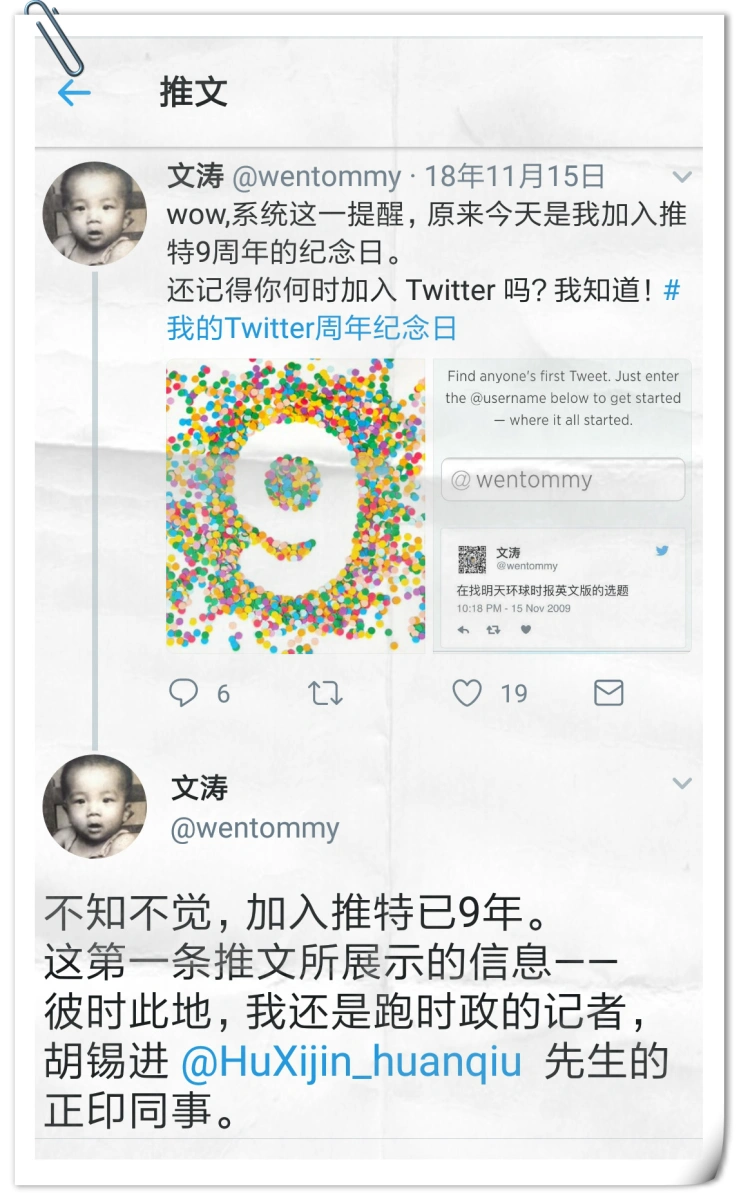 推文
文涛 @wentommy · 18年11月15日
wow,系统这一提醒，原来今天是我加入推
特9周年的纪念日。
还记得你何时加入 Twitter 吗? 我知道！#
我的Twitter周年纪念日
9
Find anyone's first Tweet. Just enter
the @username below to get started
— where it all started.
@ wentommy
文涛
@wentommy
在找明天环球时报英文版的选题
10:18 PM - 15 Nov 2009
6
19
文涛
@wentommy
不知不觉，加入推特已9年。
这第一条推文所展示的信息——
彼时此地，我还是跑时政的记者，
胡锡进 @HuXijin_huanqiu 先生的
正印同事。